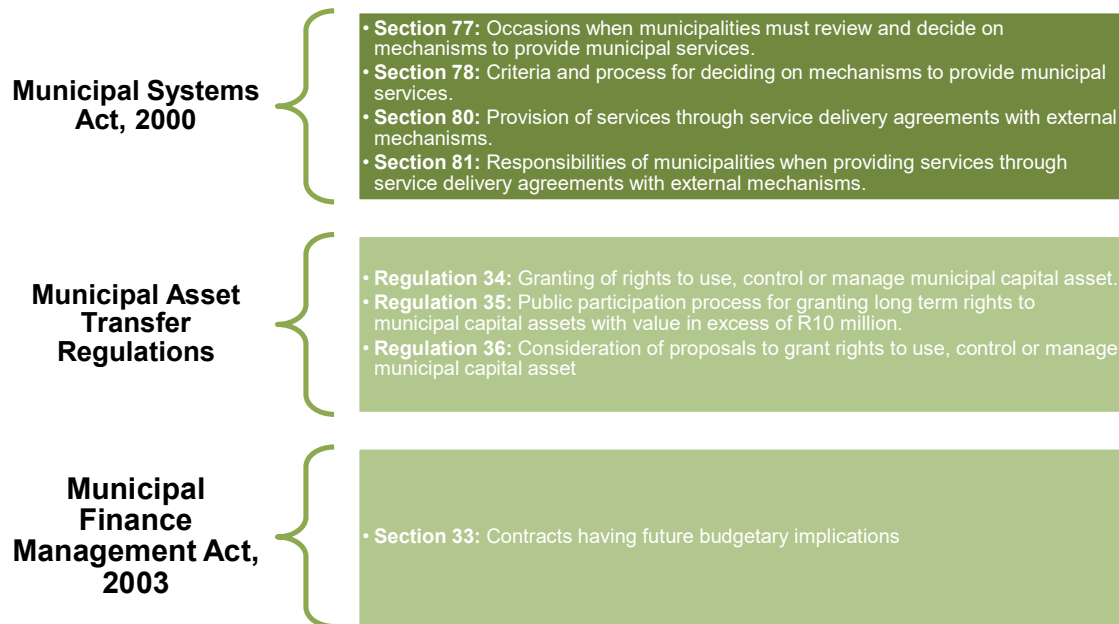 Municipal Systems
Act, 2000
• Section 77: Occasions when municipalities must review and decide on
mechanisms to provide municipal services.
• Section 78: Criteria and process for deciding on mechanisms to provide municipal
services.
• Section 80: Provision of services through service delivery agreements with external
mechanisms.
• Section 81: Responsibilities of municipalities when providing services through
service delivery agreements with external mechanisms.
Municipal Asset
Transfer
Regulations
• Regulation 34: Granting of rights to use, control or manage municipal capital asset.
• Regulation 35: Public participation process for granting long term rights to
municipal capital assets with value in excess of R10 million.
• Regulation 36: Consideration of proposals to grant rights to use, control or manage
municipal capital asset
Municipal
Finance
Management Act,
2003
• Section 33: Contracts having future budgetary implications